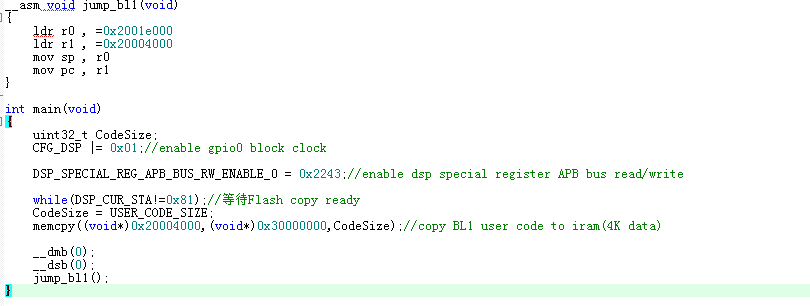 __asm void jump_bl1(void)
{
ldr r0 , =0x2001e000
ldr r1 , =0x20004000
mov sp , r0
mov pc , r1
}
int main(void)
{
uint32_t CodeSize;
CFG_DSP |= 0x01;//enable gpio0 block clock
DSP_SPECIAL_REG_APB_BUS_RW_ENABLE_0 = 0x2243;//enable dsp special register APB bus read/write
while(DSP_CUR_STA!=0x81);//等待Flash copy ready
CodeSize = USER_CODE_SIZE;
memcpy((void*)0x20004000,(void*)0x30000000,CodeSize);//copy BL1 user code to iram(4K data)
__dmb(0);
__dsb(0);
jump_bl1();
}